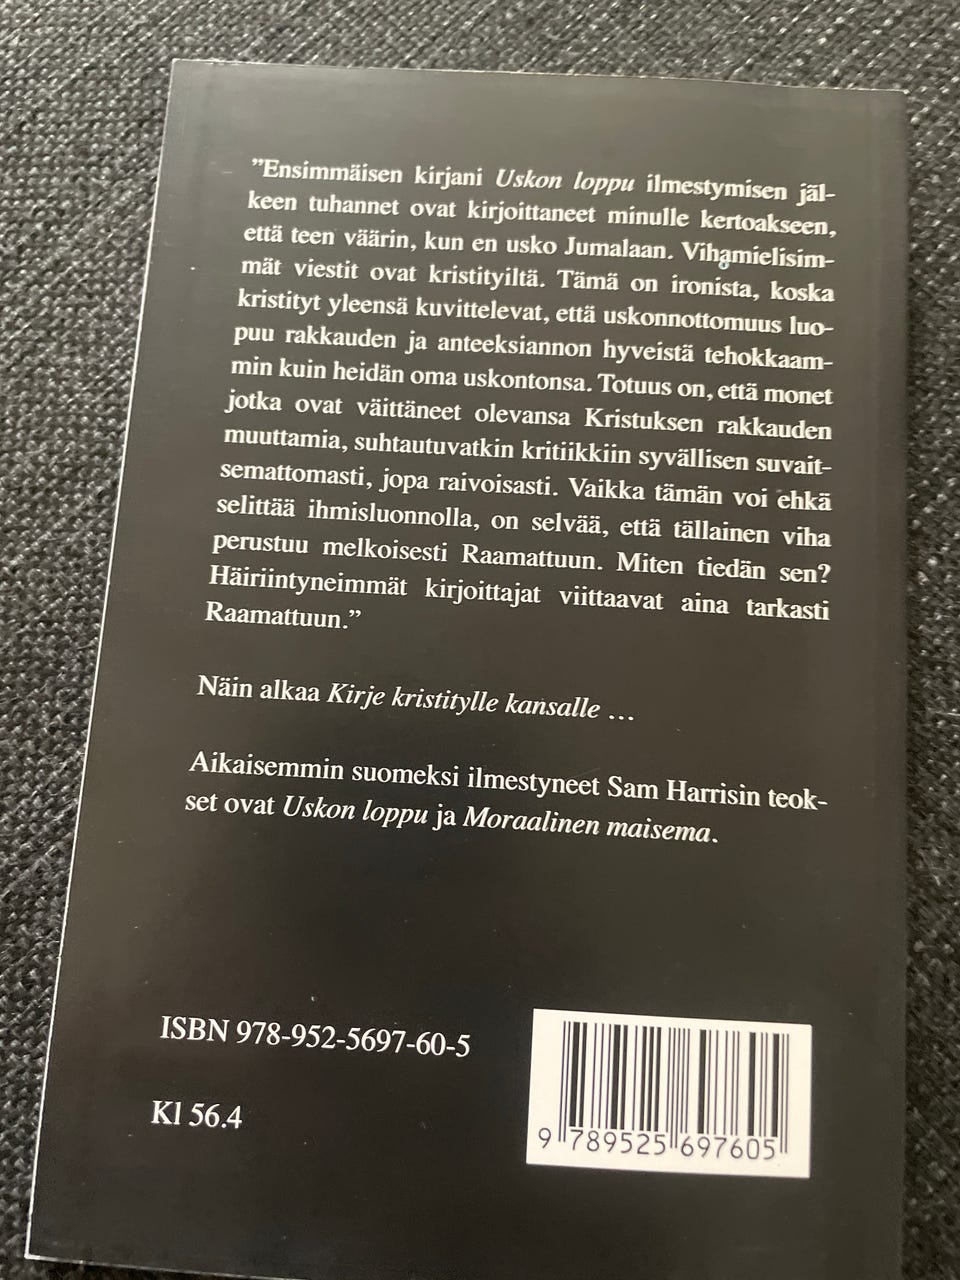 ”Ensimmäisen kirjani Uskon loppu ilmestymisen jäl-
keen tuhannet ovat kirjoittaneet minulle kertoakseen,
että teen väärin, kun en usko Jumalaan. Vihamielisim-
mät viestit ovat kristityiltä. Tämä on ironista, koska
kristityt yleensä kuvittelevat, että uskonnottomuus luo-
puu rakkauden ja anteeksiannon hyveistä tehokkaam-
min kuin heidän oma uskontonsa. Totuus on, että monet
jotka ovat väittäneet olevansa Kristuksen rakkauden
muuttamia, suhtautuvatkin kritiikkiin syvällisen suvait-
semattomasti, jopa raivoisasti. Vaikka tämän voi ehkä
selittää ihmisluonnolla, on selvää, että tällainen viha
perustuu melkoisesti Raamattuun. Miten tiedän sen?
Häiriintyneimmät kirjoittajat viittaavat aina tarkasti
Raamattuun.”
Näin alkaa Kirje kristitylle kansalle ...
Aikaisemmin suomeksi ilmestyneet Sam Harrisin teok-
set ovat Uskon loppu ja Moraalinen maisema.
ISBN 978-952-5697-60-5
Kl 56.4
9 789525 697605